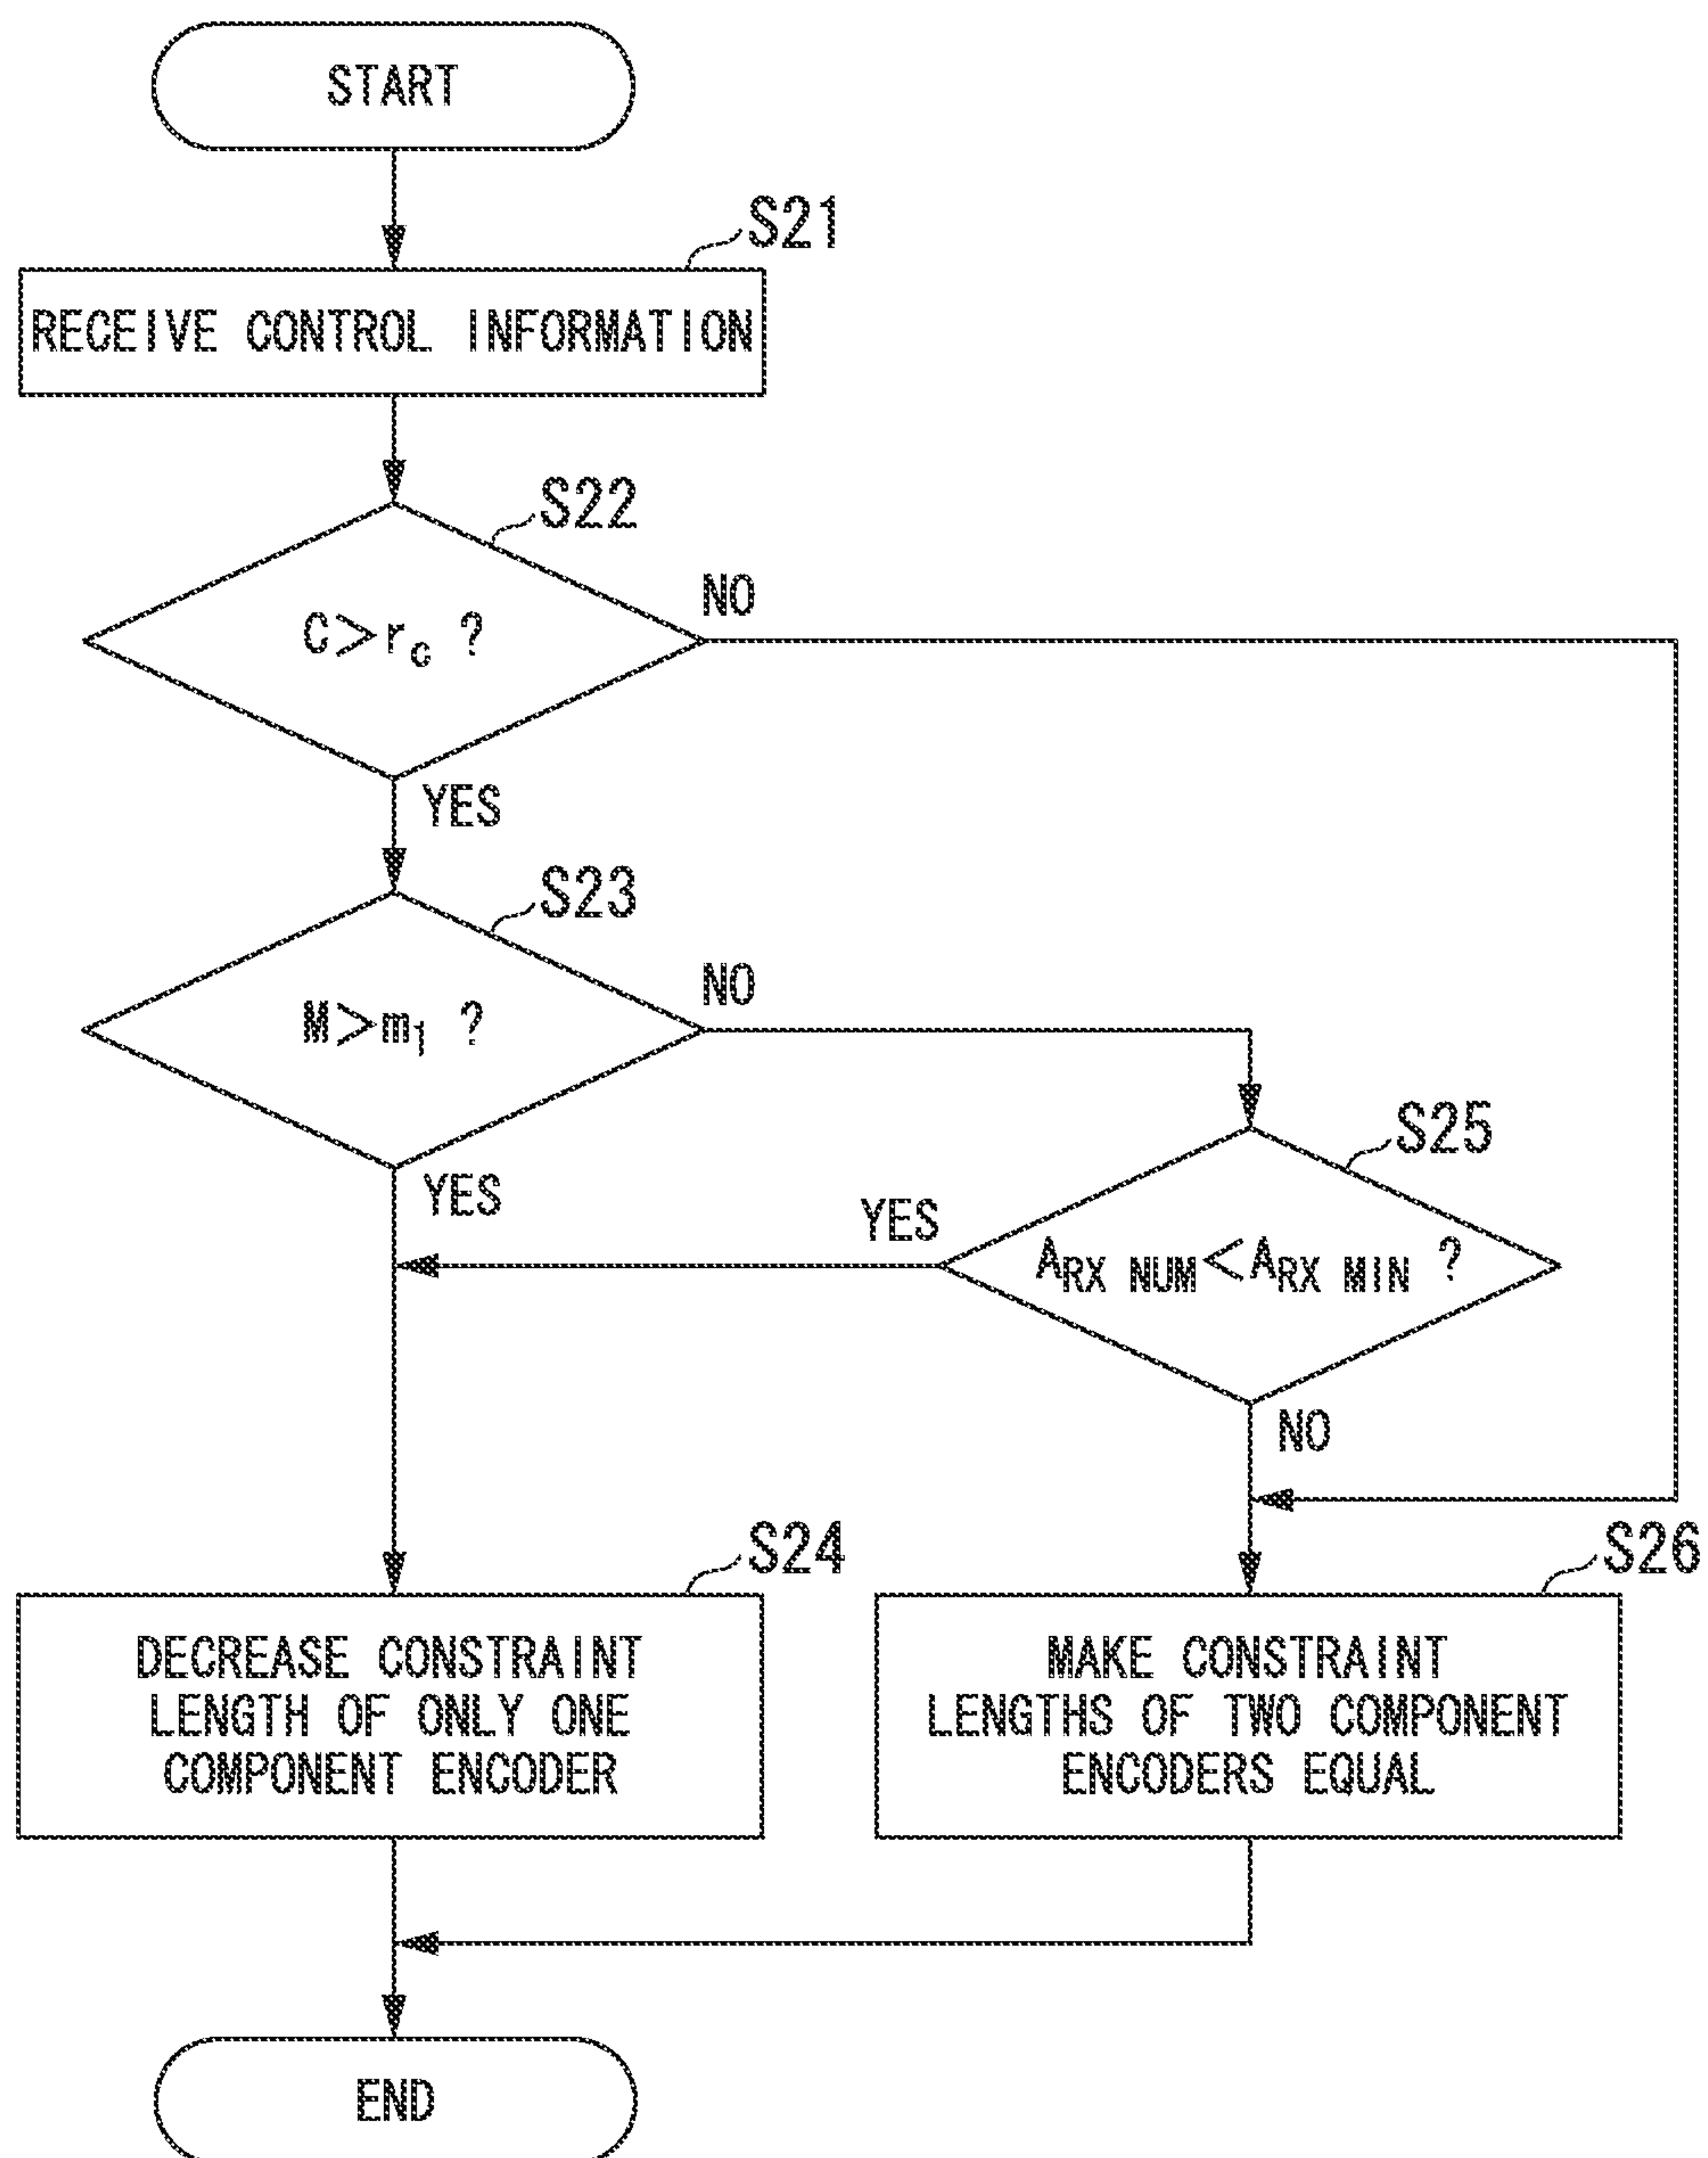 START
S21
RECEIVE CONTROL INFORMATION
S22
C>rc ?
NO
YES
S23
M>m1 ?
NO
YES
S25
ARX NUM<ARX MIN ?
YES
NO
S24
DECREASE CONSTRAINT
LENGTH OF ONLY ONE
COMPONENT ENCODER
S26
MAKE CONSTRAINT
LENGTHS OF TWO COMPONENT
ENCODERS EQUAL
END